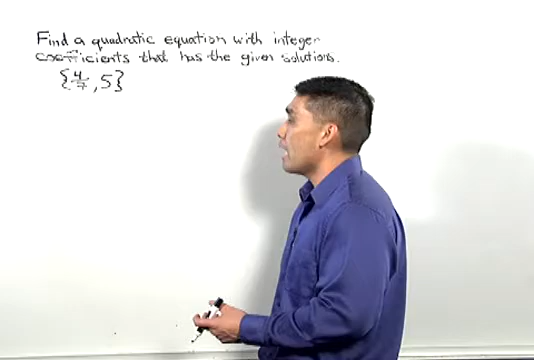 Find a quadratic equation with integer
coefficients that has the given solutions.
{4/7, 5}